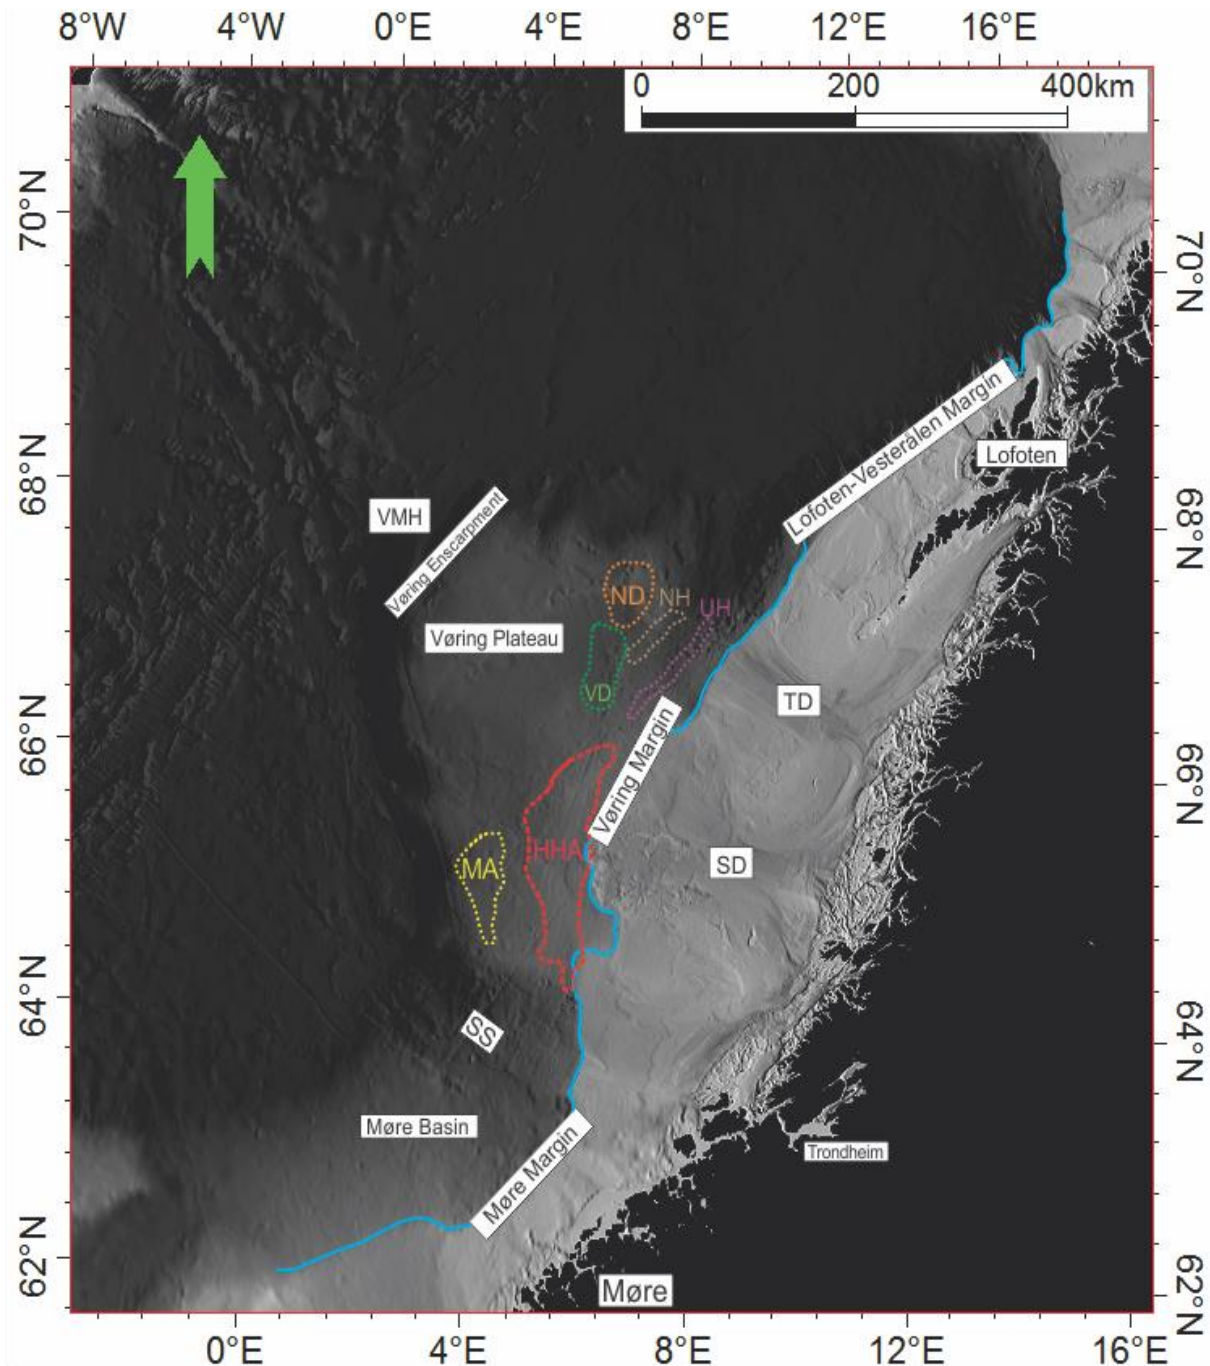 8°W 4°W 0°E 4°E 8°E 12°E 16°E
0 200 400km
70°N
70°N
Lofoten-Vesterålen Margin
Lofoten
68°N
VMH
68°N
Vøring Enscarpment
ND
NH
UH
Vøring Plateau
VD
TD
66°N
Vøring Margin
66°N
HHA
MA
SD
64°N
SS
64°N
Møre Basin
Møre Margin
Trondheim
62°N
62°N
Møre
0°E 4°E 8°E 12°E 16°E